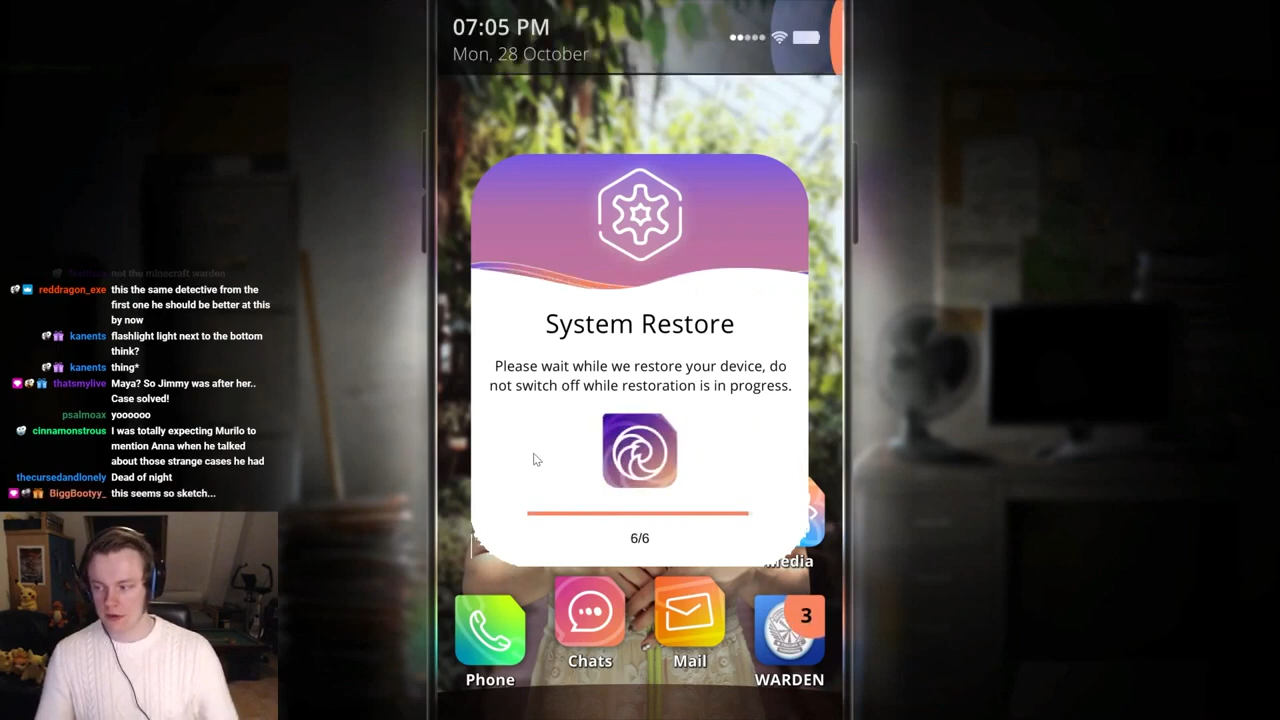 07:05 PM
Mon, 28 October
not the minecraft warden
reddragon_exe this the same detective from the
first one he should be better at this
by now
kanents flashlight light next to the bottom
think?
kanents thing*
thatsmylive Maya? So Jimmy was after her..
Case solved!
psalmoax yoooooo
cinnamonstrous I was totally expecting Murilo to
mention Anna when he talked
about those strange cases he had
thecursedandlonely Dead of night
BiggBootyy_ this seems so sketch...
System Restore
Please wait while we restore your device, do
not switch off while restoration is in progress.
6/6
Media
3
Phone
Chats
Mail
WARDEN